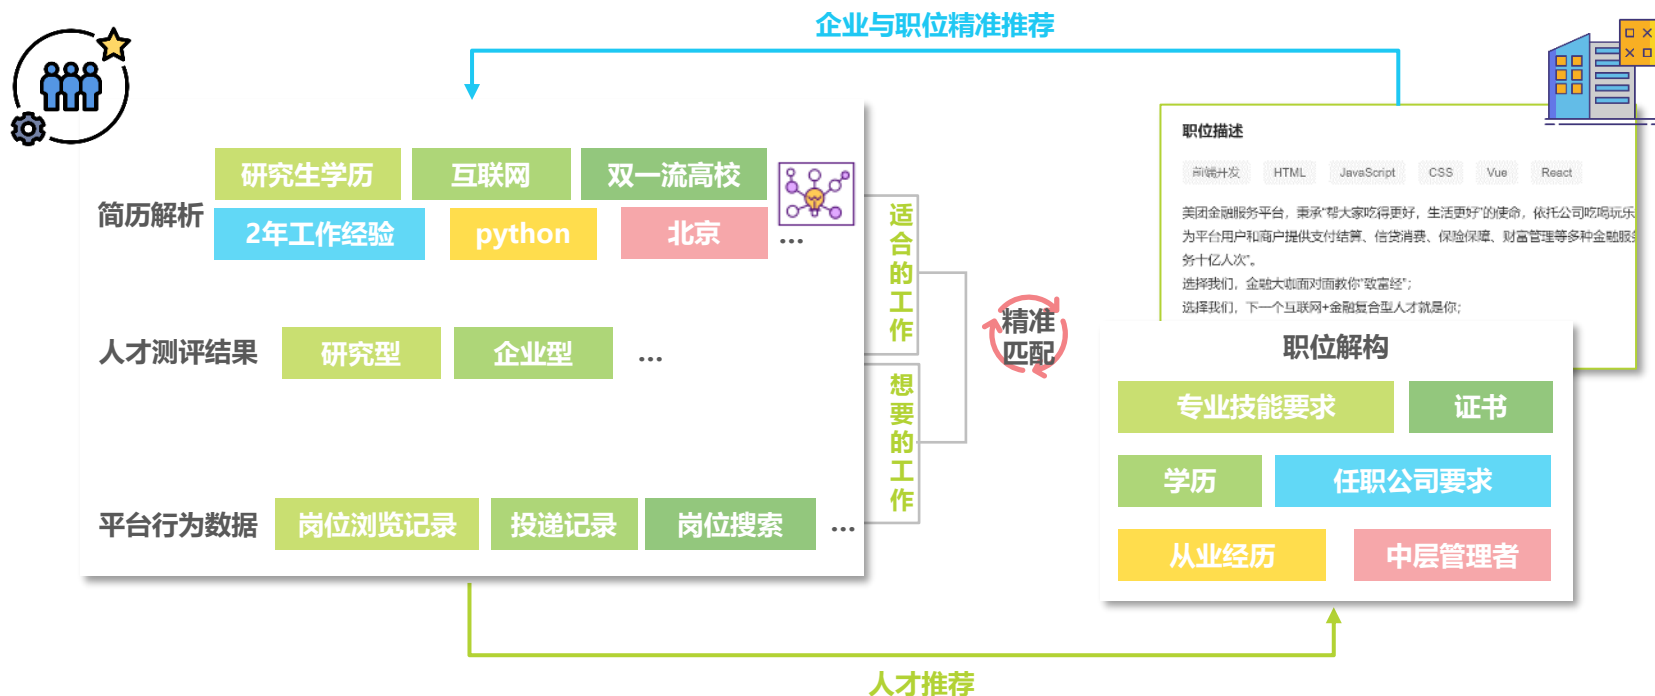 企业与职位精准推荐
研究生学历 互联网 双一流高校
简历解析
2年工作经验 python 北京 ...
人才测评结果 研究型 企业型 ...
平台行为数据 岗位浏览记录 投递记录 岗位搜索 ...
适合的工作
想要的工作
精准
匹配
职位描述
前端开发 HTML JavaScript CSS Vue React
美团金融服务平台，秉承“帮大家吃得更好，生活更好”的使命，依托公司吃喝玩乐
为平台用户和商户提供支付结算、信贷消费、保险保障、财富管理等多种金融服务
务十亿人次”。
选择我们，金融大咖面对面教你“致富经”；
选择我们，下一个互联网+金融复合型人才就是你；
职位解构
专业技能要求 证书
学历 任职公司要求
从业经历 中层管理者
人才推荐